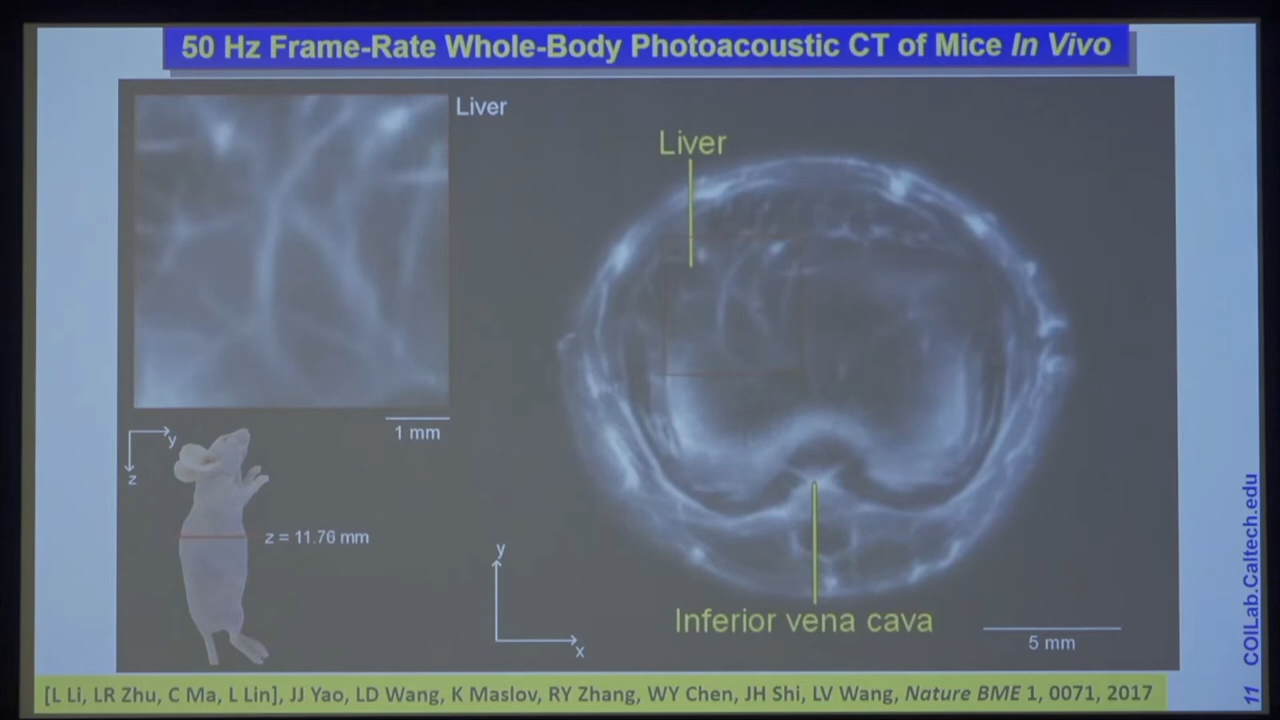 50 Hz Frame-Rate Whole-Body Photoacoustic CT of Mice In Vivo
Liver
Liver
1 mm
y
z
z = 11.76 mm
y
x
Inferior vena cava
5 mm
COILab.Caltech.edu
11
[L Li, LR Zhu, C Ma, L Lin], JJ Yao, LD Wang, K Maslov, RY Zhang, WY Chen, JH Shi, LV Wang, Nature BME 1, 0071, 2017